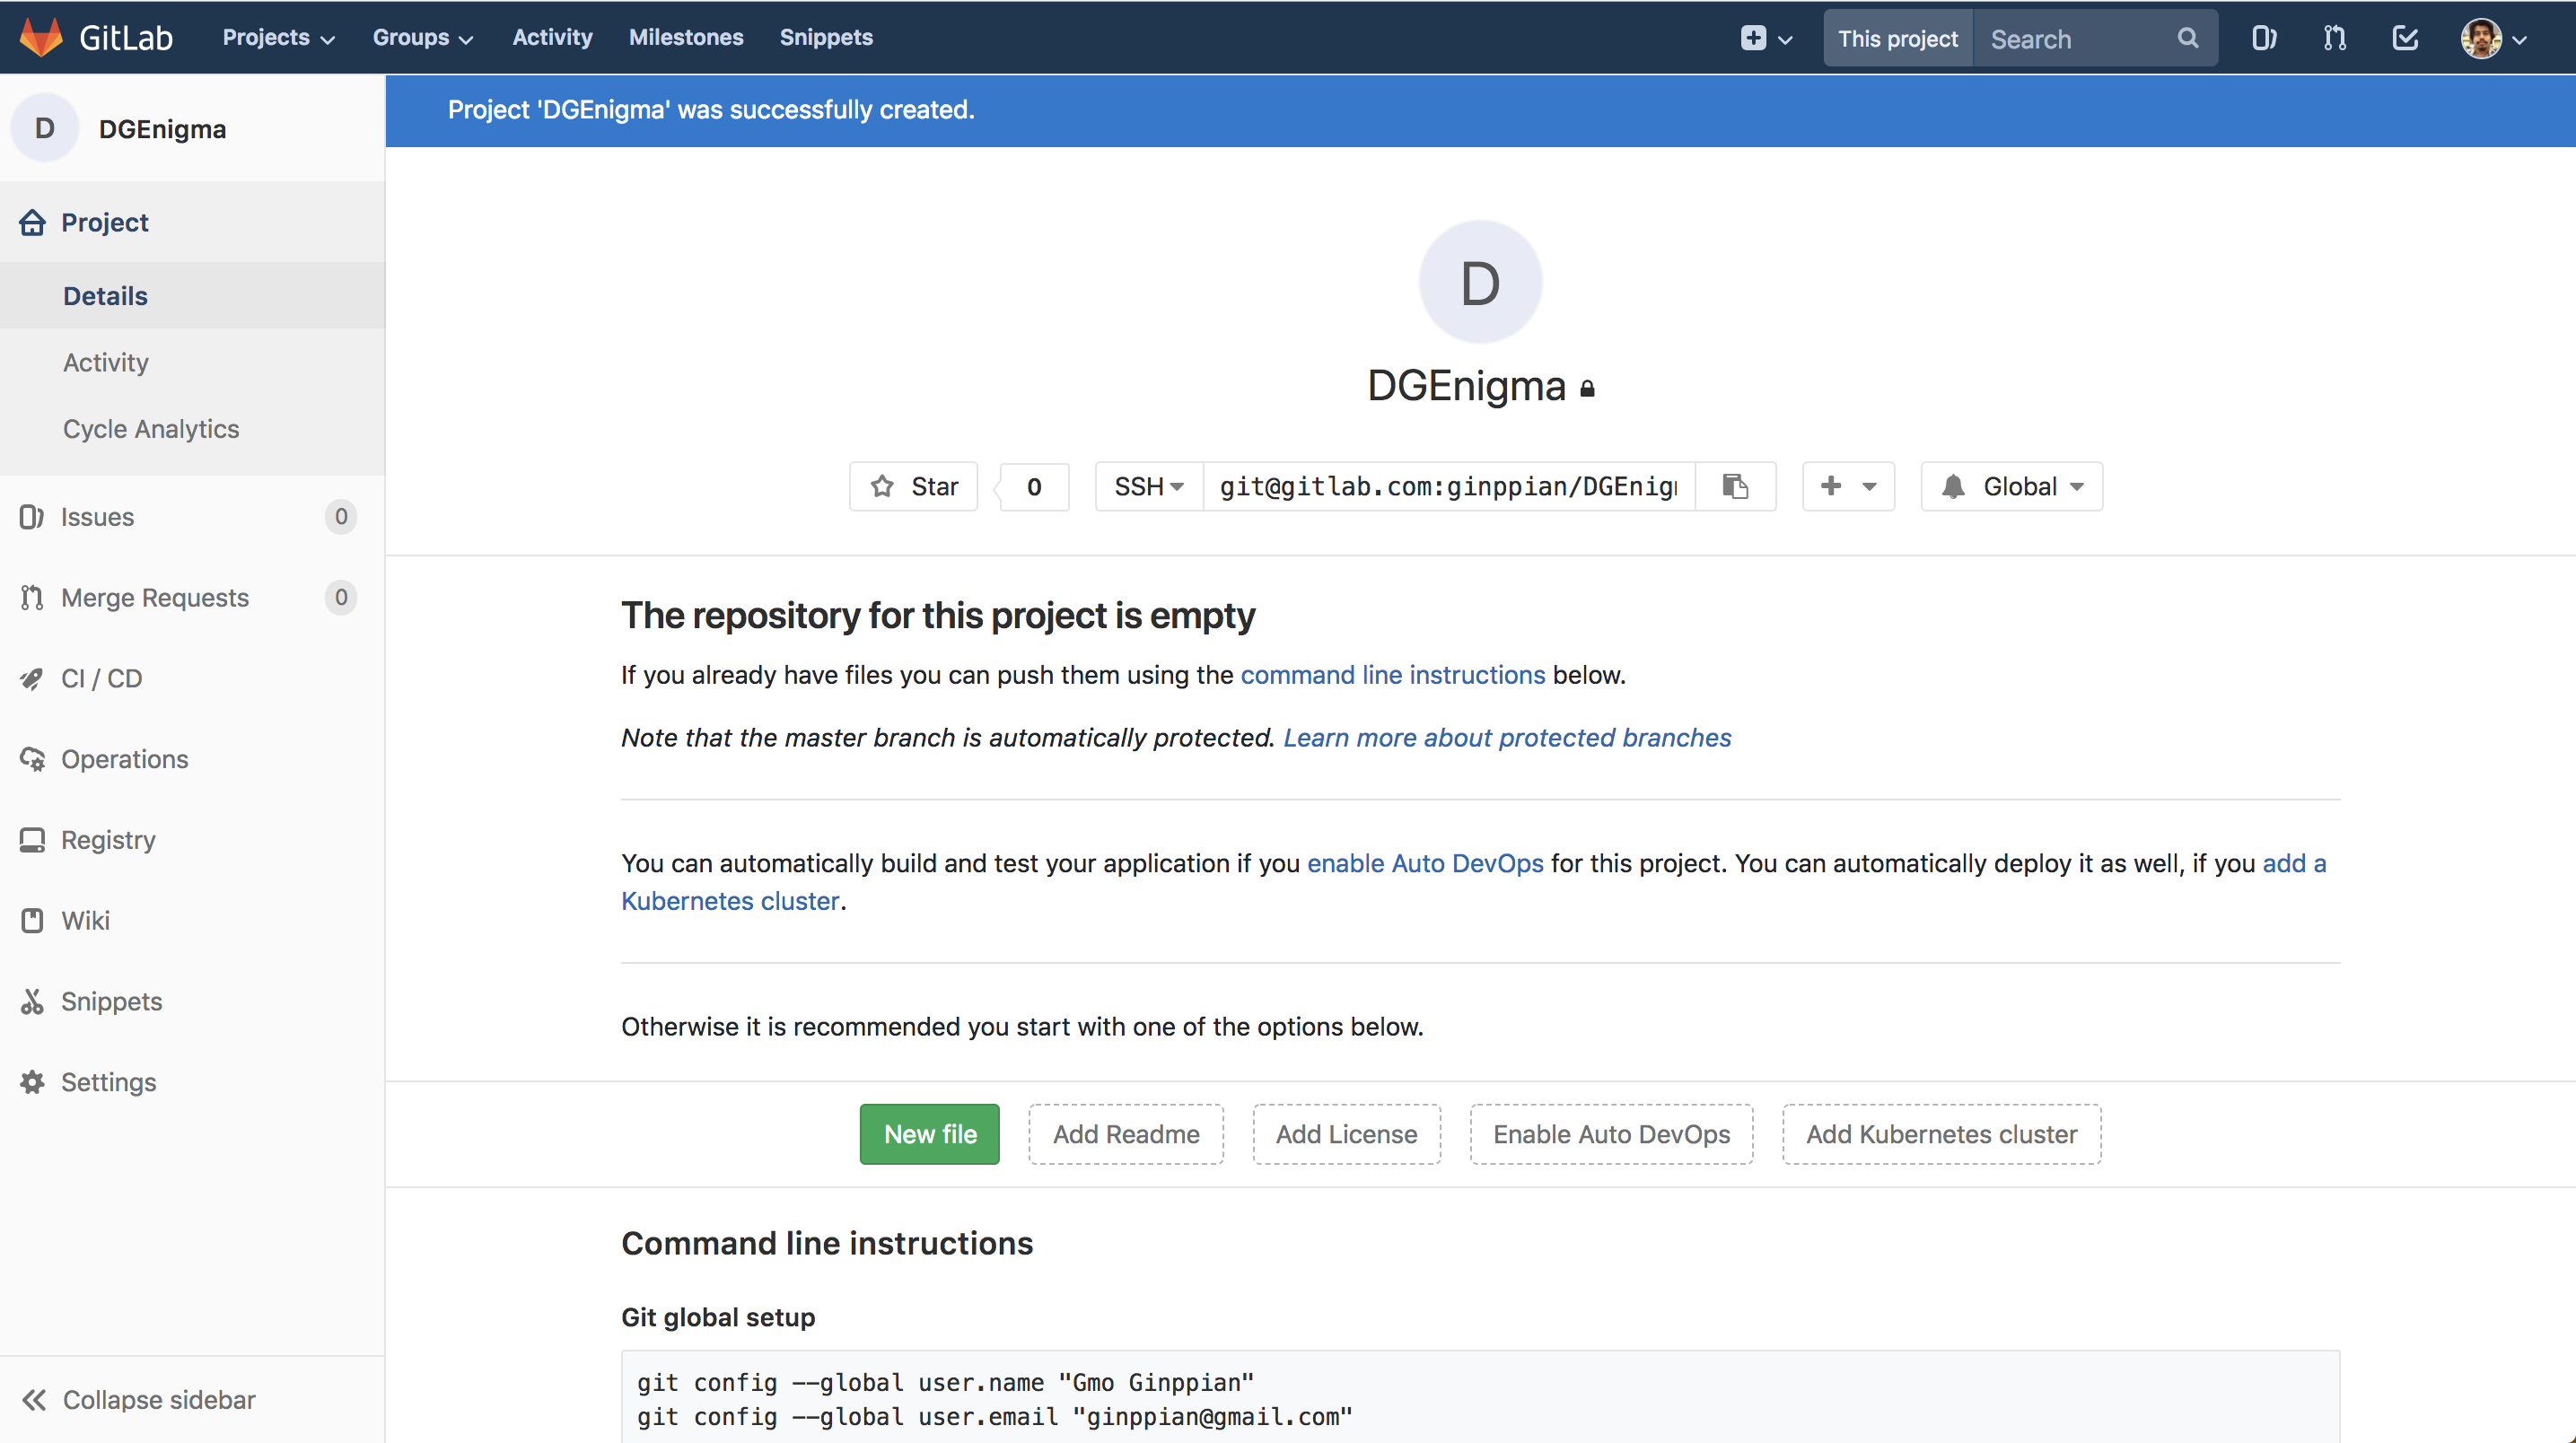 GitLab
Projects
Groups
Activity
Milestones
Snippets
This project
Search
D
DGEnigma
Project
Details
Activity
Cycle Analytics
Issues
0
Merge Requests
0
CI / CD
Operations
Registry
Wiki
Snippets
Settings
Collapse sidebar
Project 'DGEnigma' was successfully created.
D
DGEnigma
Star
0
SSH
git@gitlab.com:ginppian/DGEnig
Global
The repository for this project is empty
If you already have files you can push them using the command line instructions below.
Note that the master branch is automatically protected. Learn more about protected branches
You can automatically build and test your application if you enable Auto DevOps for this project. You can automatically deploy it as well, if you add a
Kubernetes cluster.
Otherwise it is recommended you start with one of the options below.
New file
Add Readme
Add License
Enable Auto DevOps
Add Kubernetes cluster
Command line instructions
Git global setup
git config --global user.name "Gmo Ginppian"
git config --global user.email "ginppian@gmail.com"